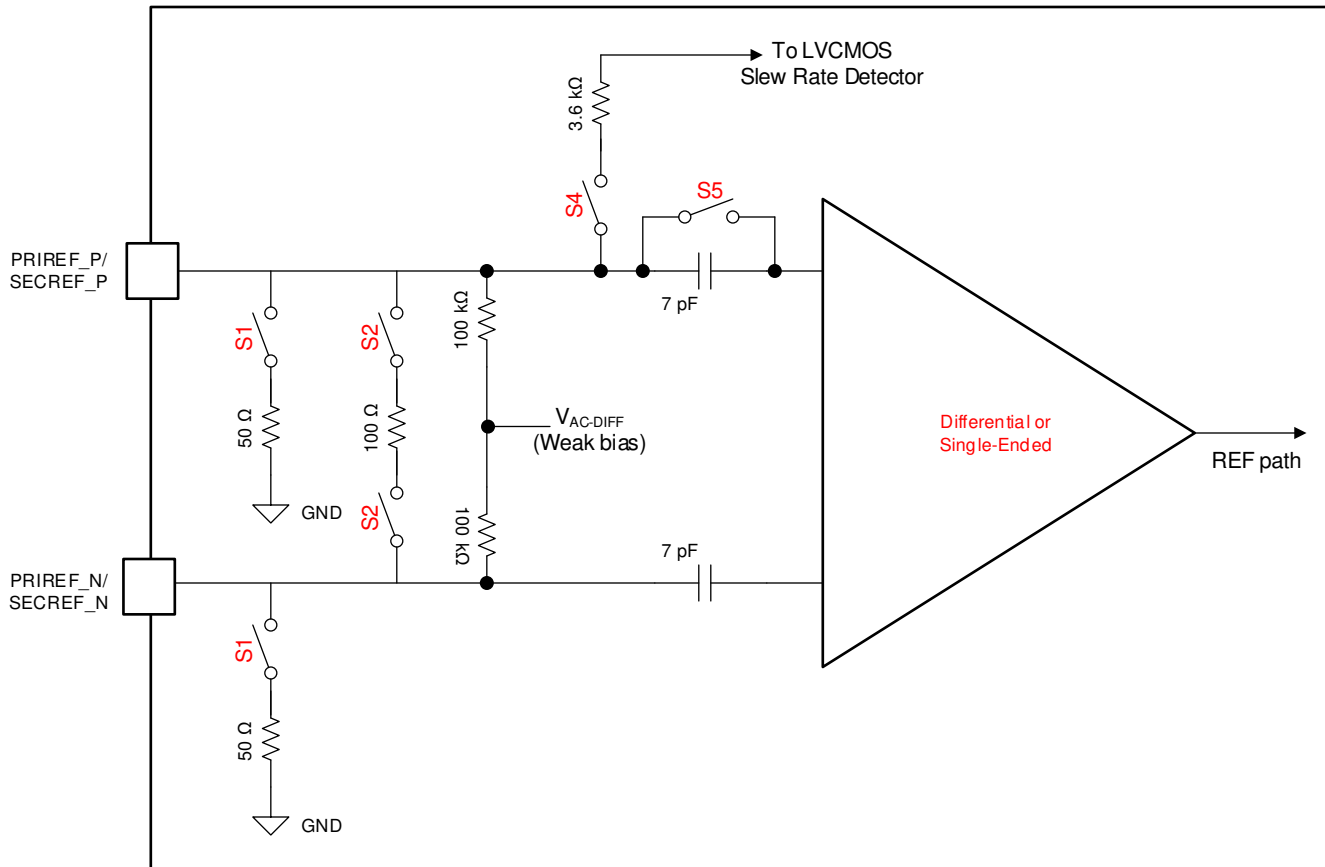 To LVCMOS
Slew Rate Detector
3.6 kΩ
S4
S5
PRIREF_P/
SECREF_P
7 pF
S1
S2
100 kΩ
50 Ω
100 Ω
VAC-DIFF
(Weak bias)
Differential or
Single-Ended
REF path
GND
S2
100 kΩ
7 pF
PRIREF_N/
SECREF_N
S1
50 Ω
GND